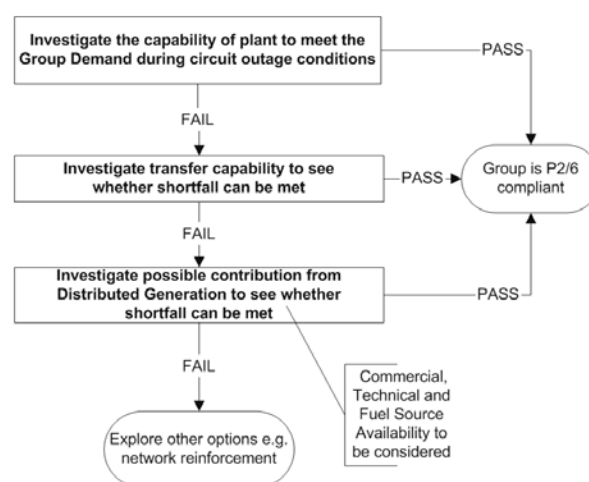 Investigate the capability of plant to meet the
Group Demand during circuit outage conditions
PASS
FAIL
Investigate transfer capability to see
whether shortfall can be met
PASS
Group is P2/6
compliant
FAIL
Investigate possible contribution from
Distributed Generation to see whether
shortfall can be met
PASS
FAIL
Commercial,
Technical and
Fuel Source
Availability to
be considered
Explore other options e.g.
network reinforcement